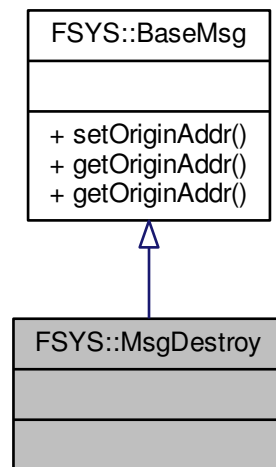 FSYS::BaseMsg
+ setOriginAddr()
+ getOriginAddr()
+ getOriginAddr()
FSYS::MsgDestroy